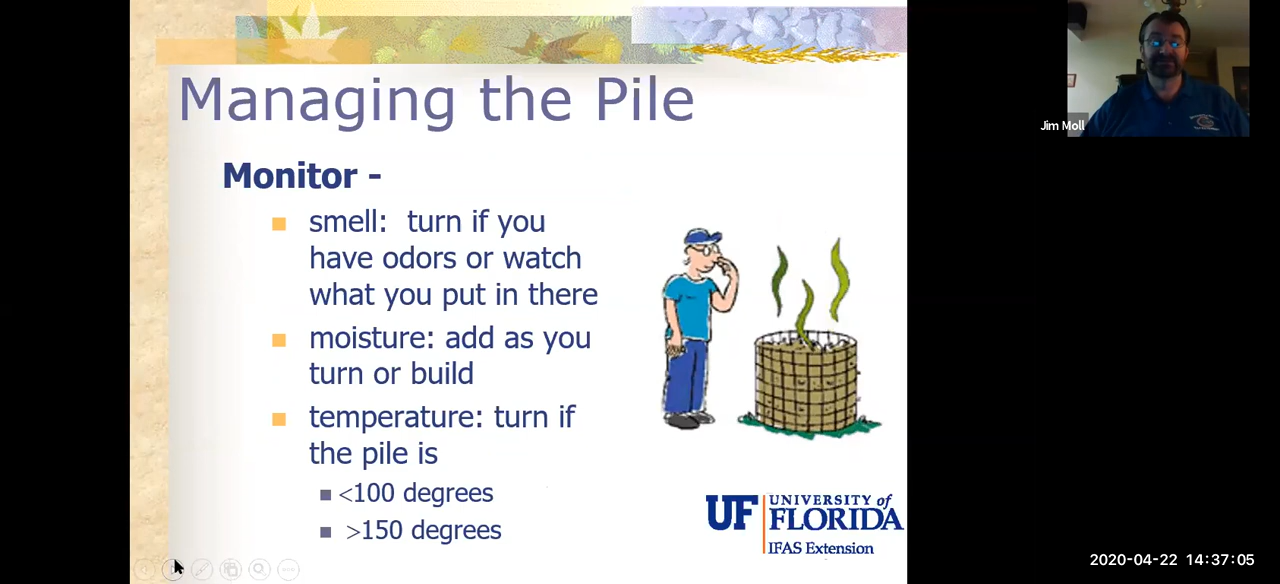 Managing the Pile
Monitor -
smell: turn if you
have odors or watch
what you put in there
moisture: add as you
turn or build
temperature: turn if
the pile is
<100 degrees
>150 degrees
UF UNIVERSITY of
FLORIDA
IFAS Extension
Jim Moll
2020-04-22 14:37:05